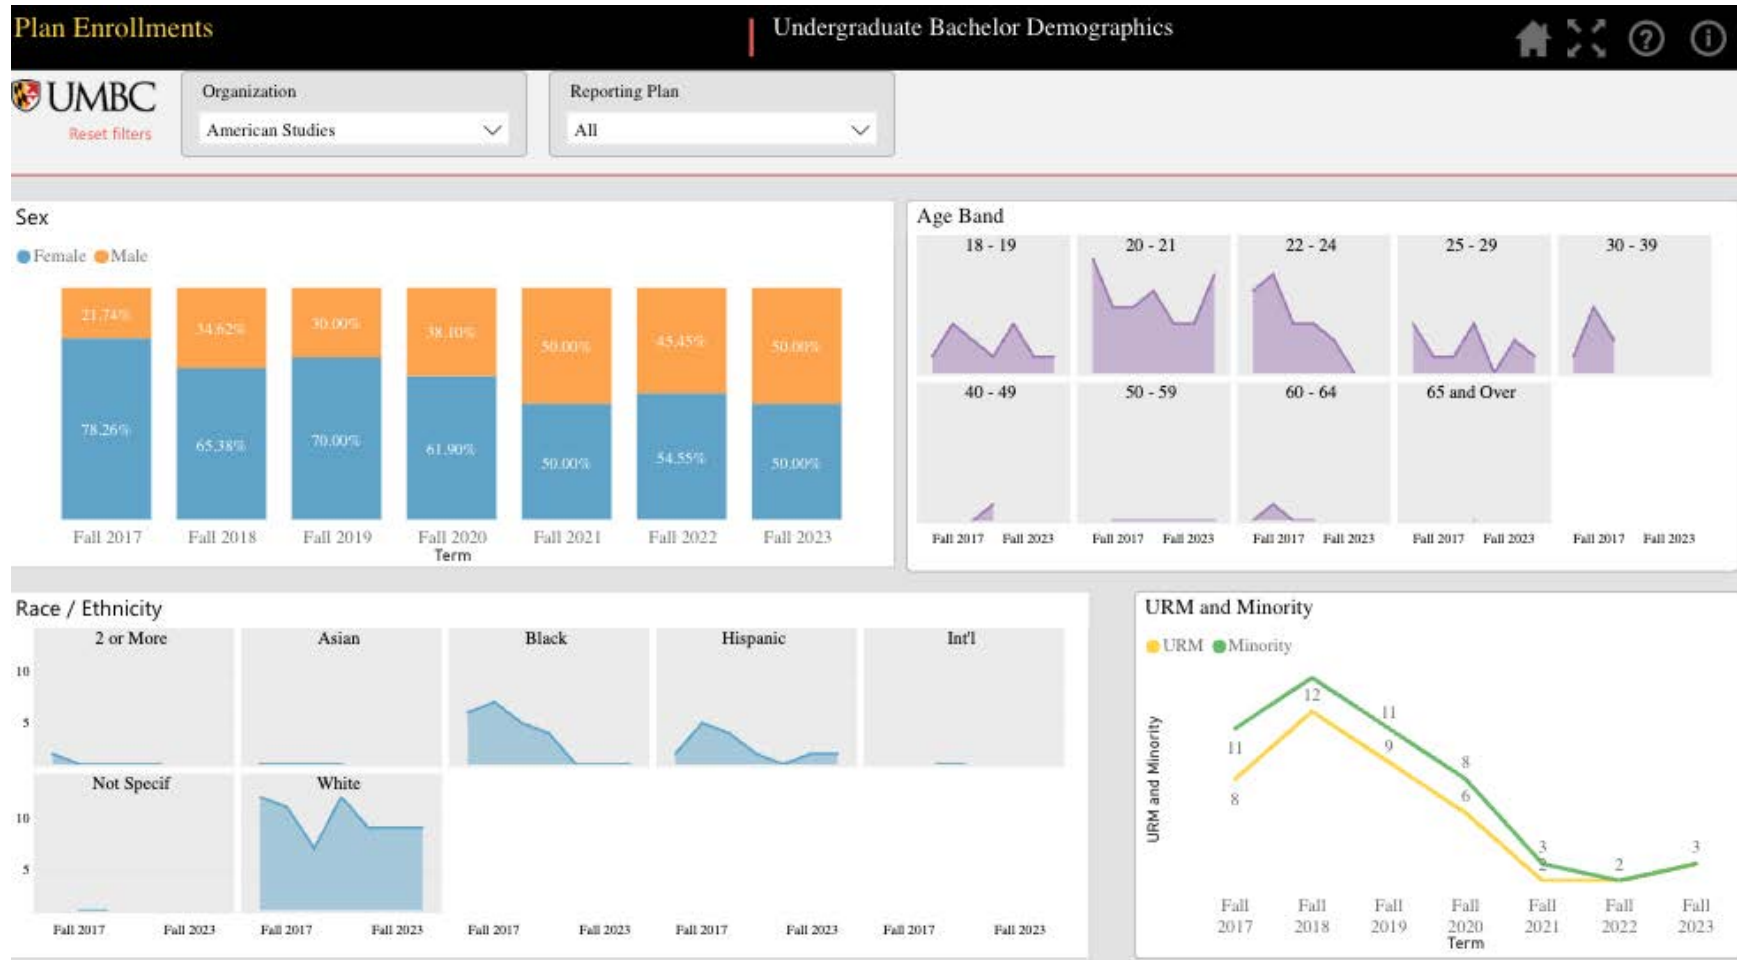 Plan Enrollments
Undergraduate Bachelor Demographics
UMBC
Reset filters
Organization
American Studies
Reporting Plan
All
Sex
Female Male
21.74% 34.62% 30.00% 38.10% 50.00% 45.45% 50.00%
78.26% 65.38% 70.00% 61.90% 50.00% 54.55% 50.00%
Fall 2017 Fall 2018 Fall 2019 Fall 2020 Fall 2021 Fall 2022 Fall 2023
Term
Age Band
18 - 19 20 - 21 22 - 24 25 - 29 30 - 39
40 - 49 50 - 59 60 - 64 65 and Over
Fall 2017 Fall 2023 Fall 2017 Fall 2023 Fall 2017 Fall 2023 Fall 2017 Fall 2023 Fall 2017 Fall 2023
Race / Ethnicity
2 or More Asian Black Hispanic Int'l
10
5
Not Specif White
10
5
Fall 2017 Fall 2023 Fall 2017 Fall 2023 Fall 2017 Fall 2023 Fall 2017 Fall 2023 Fall 2017 Fall 2023
URM and Minority
URM Minority
URM and Minority
12
11 11
9
8 8
6
3 3
2 2
Fall Fall Fall Fall Fall Fall Fall
2017 2018 2019 2020 2021 2022 2023
Term